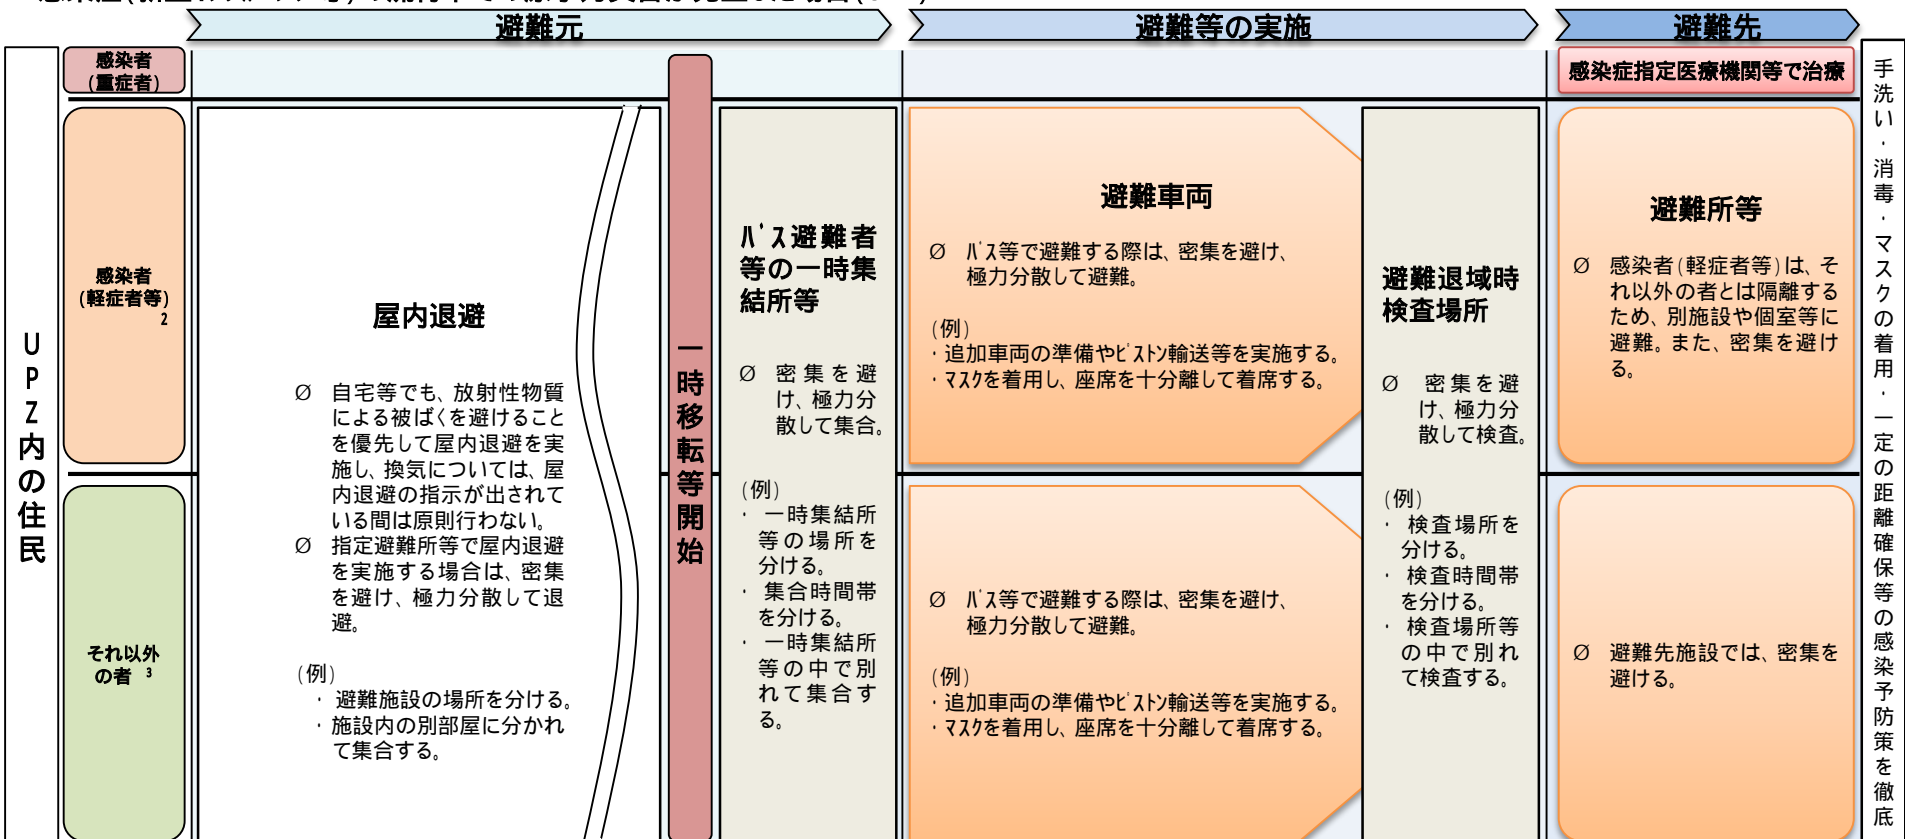 避難元
避難等の実施
避難先
UPZ内の住民
感染者
(重症者)
感染症指定医療機関等で治療
感染者
(軽症者等)
2
それ以外
の者 3
屋内退避
Ø 自宅等でも、放射性物質
による被ばくを避けること
を優先して屋内退避を実
施し、換気については、屋
内退避の指示が出されて
いる間は原則行わない。
Ø 指定避難所等で屋内退避
を実施する場合は、密集
を避け、極力分散して退
避。
(例)
・避難施設の場所を分ける。
・施設内の別部屋に分かれ
て集合する。
一時移転等開始
バス避難者
等の一時集
結所等
Ø 密集を避
け、極力分
散して集合。
(例)
・ 一時集結所
等の場所を
分ける。
・ 集合時間帯
を分ける。
・ 一時集結所
等の中で別
れて集合す
る。
避難車両
Ø バス等で避難する際は、密集を避け、
極力分散して避難。
(例)
・追加車両の準備やピストン輸送等を実施する。
・マスクを着用し、座席を十分離して着席する。
Ø バス等で避難する際は、密集を避け、
極力分散して避難。
(例)
・追加車両の準備やピストン輸送等を実施する。
・マスクを着用し、座席を十分離して着席する。
避難退域時
検査場所
Ø 密集を避
け、極力分
散して検査。
(例)
・ 検査場所を
分ける。
・ 検査時間帯
を分ける。
・ 検査場所等
の中で別れ
て検査する。
避難所等
Ø 感染者(軽症者等)は、そ
れ以外の者とは隔離する
ため、別施設や個室等に
避難。また、密集を避け
る。
Ø 避難先施設では、密集を
避ける。
手洗い・消毒・マスクの着用・一定の距離確保等の感染予防策を徹底